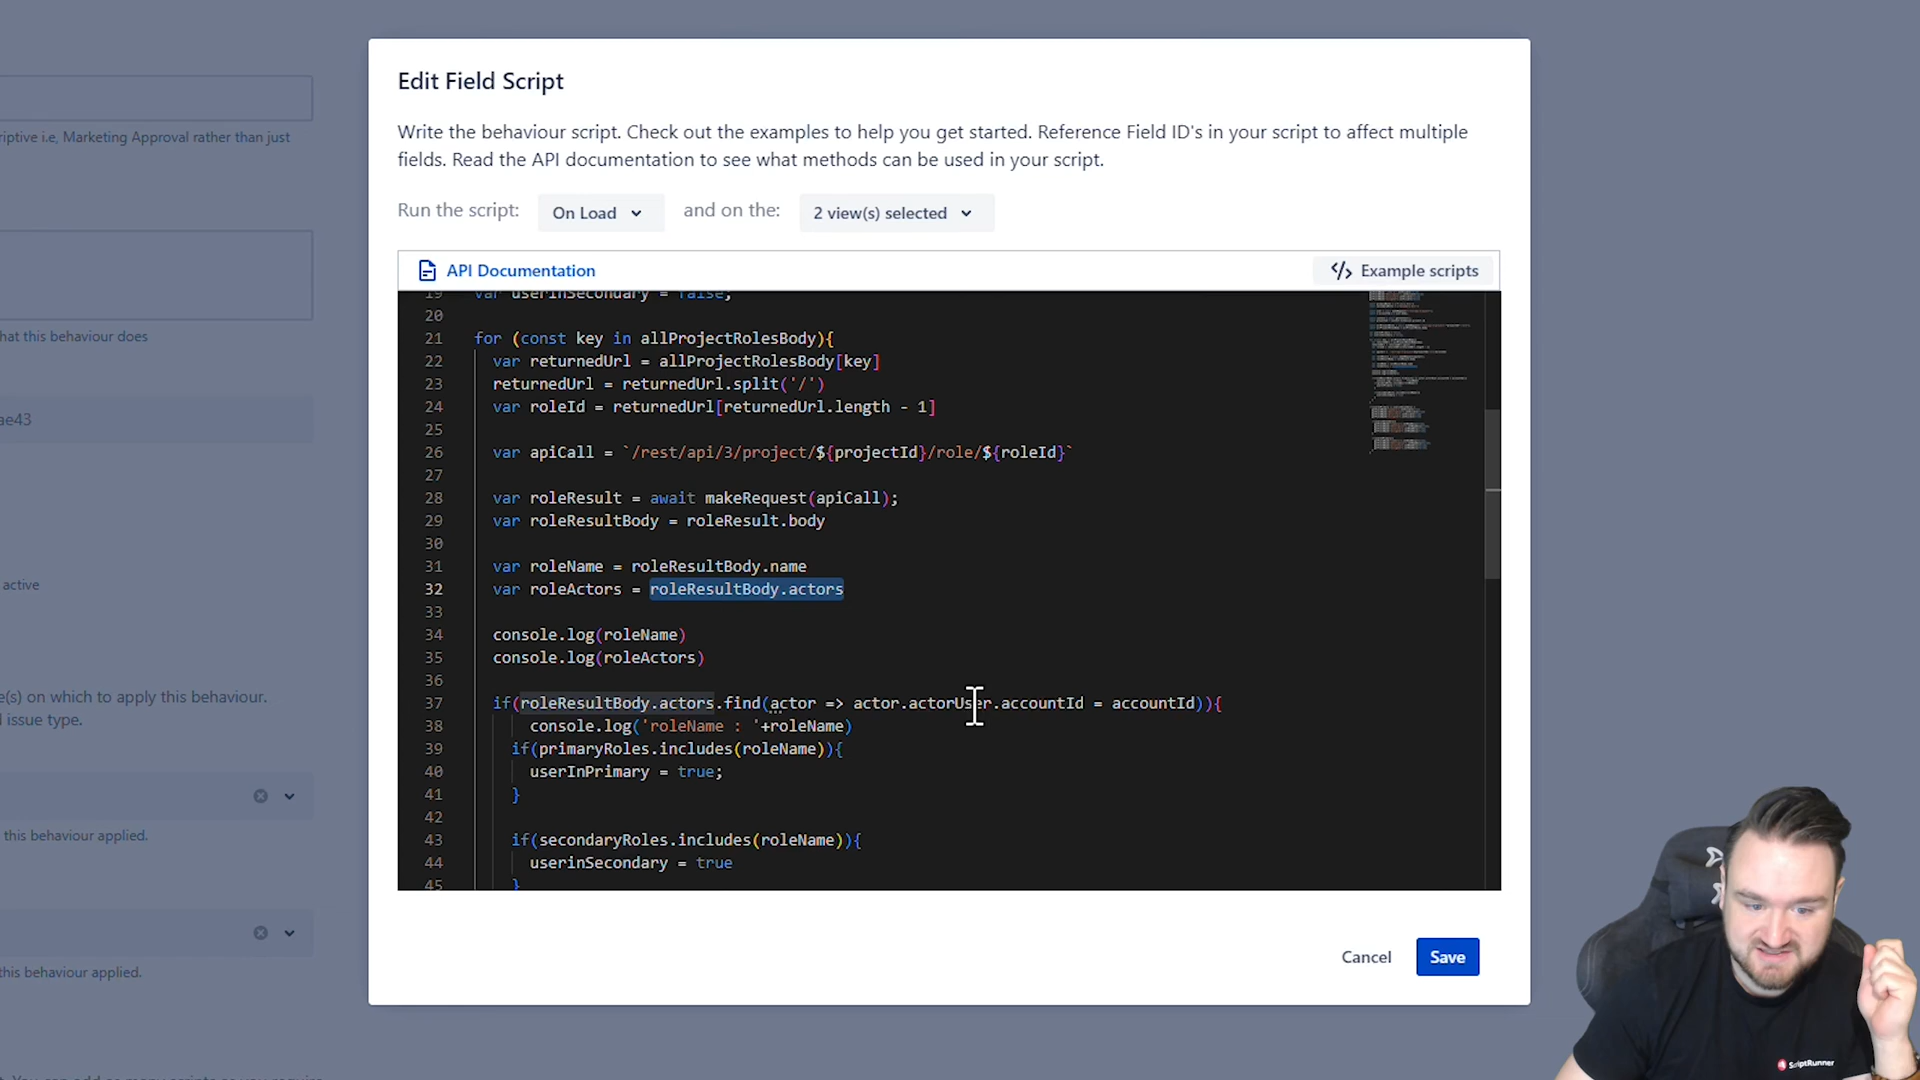 Edit Field Script
Write the behaviour script. Check out the examples to help you get started. Reference Field ID's in your script to affect multiple
fields. Read the API documentation to see what methods can be used in your script.
Run the script: On Load and on the: 2 view(s) selected
API Documentation
Example scripts
19 var userinSecondary = false;
20
21 for (const key in allProjectRolesBody){
22 var returnedUrl = allProjectRolesBody[key]
23 returnedUrl = returnedUrl.split('/')
24 var roleId = returnedUrl[returnedUrl.length - 1]
25
26 var apiCall = `/rest/api/3/project/${projectId}/role/${roleId}`
27
28 var roleResult = await makeRequest(apiCall);
29 var roleResultBody = roleResult.body
30
31 var roleName = roleResultBody.name
32 var roleActors = roleResultBody.actors
33
34 console.log(roleName)
35 console.log(roleActors)
36
37 if(roleResultBody.actors.find(actor => actor.actorUser.accountId = accountId)){
38 console.log('roleName : '+roleName)
39 if(primaryRoles.includes(roleName)){
40 userInPrimary = true;
41 }
42
43 if(secondaryRoles.includes(roleName)){
44 userinSecondary = true
45 }
Cancel
Save
riptive i.e, Marketing Approval rather than just
hat this behaviour does
ae43
active
e(s) on which to apply this behaviour.
l issue type.
this behaviour applied.
this behaviour applied.
ScriptRunner